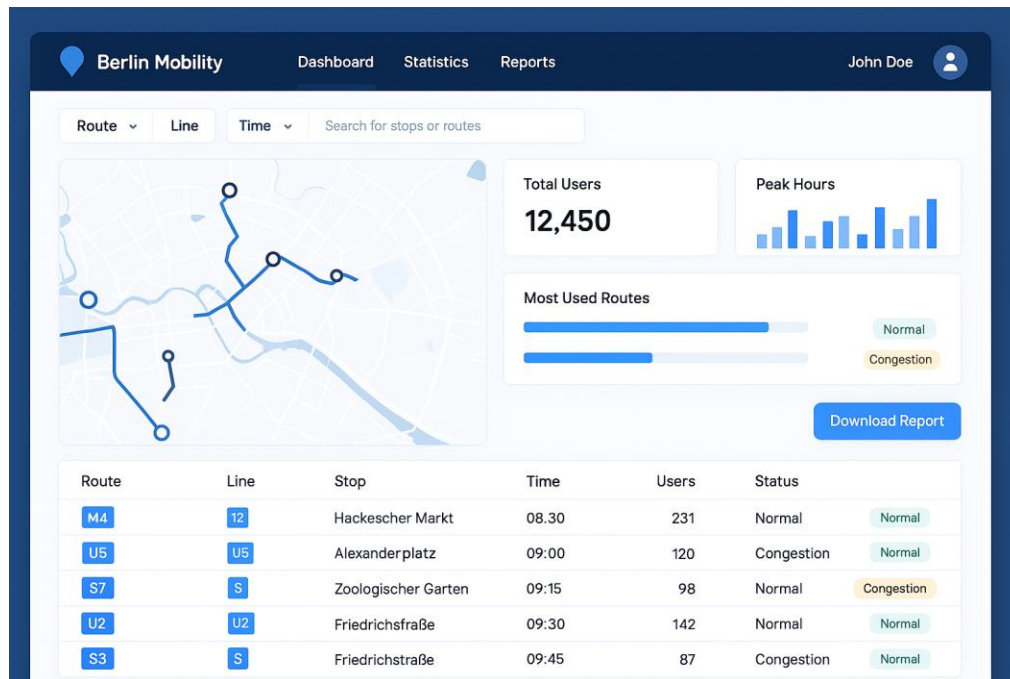 Berlin Mobility Dashboard Statistics Reports John Doe
Route Line Time Search for stops or routes
Total Users
12,450
Peak Hours
Most Used Routes
Normal
Congestion
Download Report
Route Line Stop Time Users Status
M4 12 Hackescher Markt 08.30 231 Normal Normal
U5 U5 Alexanderplatz 09:00 120 Congestion Normal
S7 S Zoologischer Garten 09:15 98 Normal Congestion
U2 U2 Friedrichsfraße 09:30 142 Normal Normal
S3 S Friedrichstraße 09:45 87 Congestion Normal